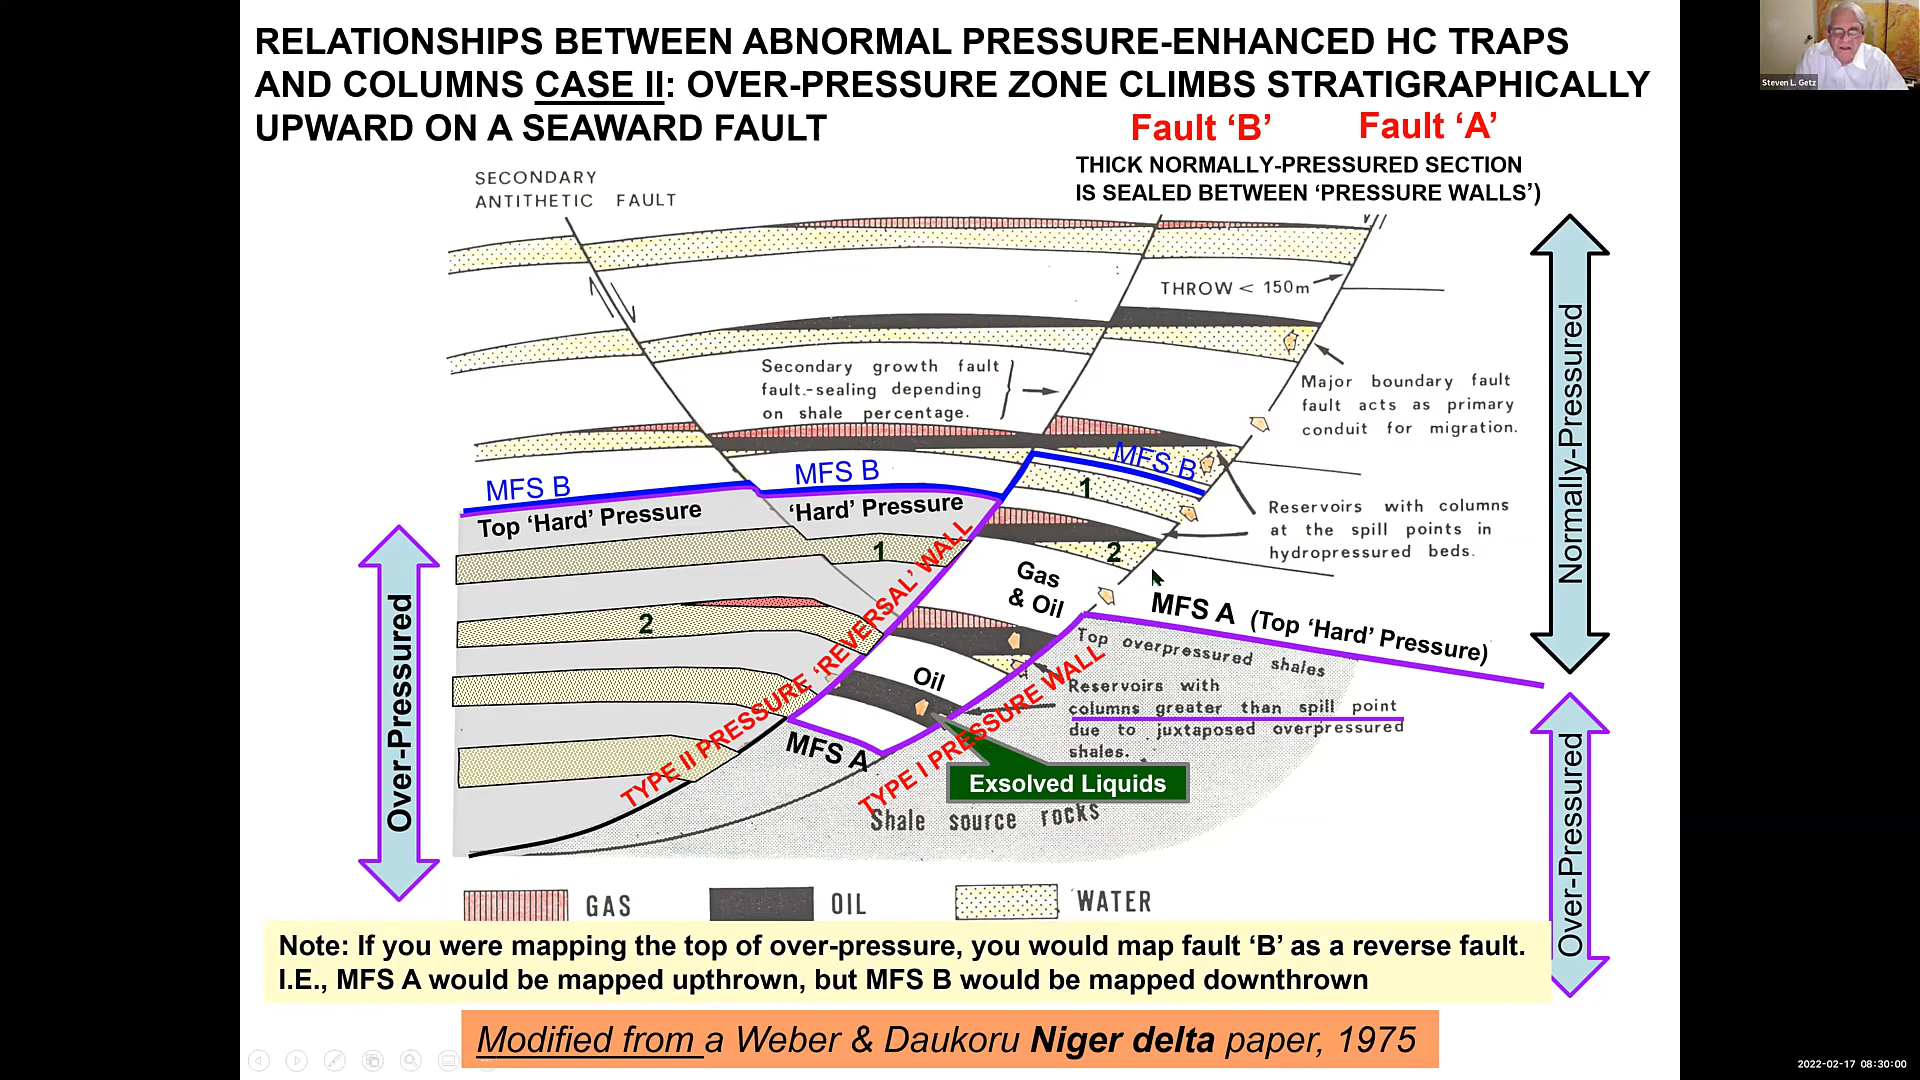 RELATIONSHIPS BETWEEN ABNORMAL PRESSURE-ENHANCED HC TRAPS
AND COLUMNS CASE II: OVER-PRESSURE ZONE CLIMBS STRATIGRAPHICALLY
UPWARD ON A SEAWARD FAULT
Steven L. Getz
Fault ‘B’
Fault ‘A’
THICK NORMALLY-PRESSURED SECTION
IS SEALED BETWEEN ‘PRESSURE WALLS’)
SECONDARY
ANTITHETIC FAULT
THROW < 150m
Secondary growth fault
fault.-sealing depending
on shale percentage.
Major boundary fault
fault acts as primary
conduit for migration.
Normally-Pressured
MFS B
MFS B
MFS B
Top ‘Hard’ Pressure
‘Hard’ Pressure
1
1
2
2
Reservoirs with columns
at the spill points in
hydropressured beds.
Gas
& Oil
Oil
MFS A (Top ‘Hard’ Pressure)
Top overpressured shales
Reservoirs with
columns greater than spill point
due to juxtaposed overpressured
shales.
TYPE II PRESSURE ‘REVERSAL’ WALL
TYPE I PRESSURE WALL
MFS A
Exsolved Liquids
Shale source rocks
Over-Pressured
Over-Pressured
GAS
OIL
WATER
Note: If you were mapping the top of over-pressure, you would map fault ‘B’ as a reverse fault.
I.E., MFS A would be mapped upthrown, but MFS B would be mapped downthrown
Modified from a Weber & Daukoru Niger delta paper, 1975
2022-02-17 08:30:00